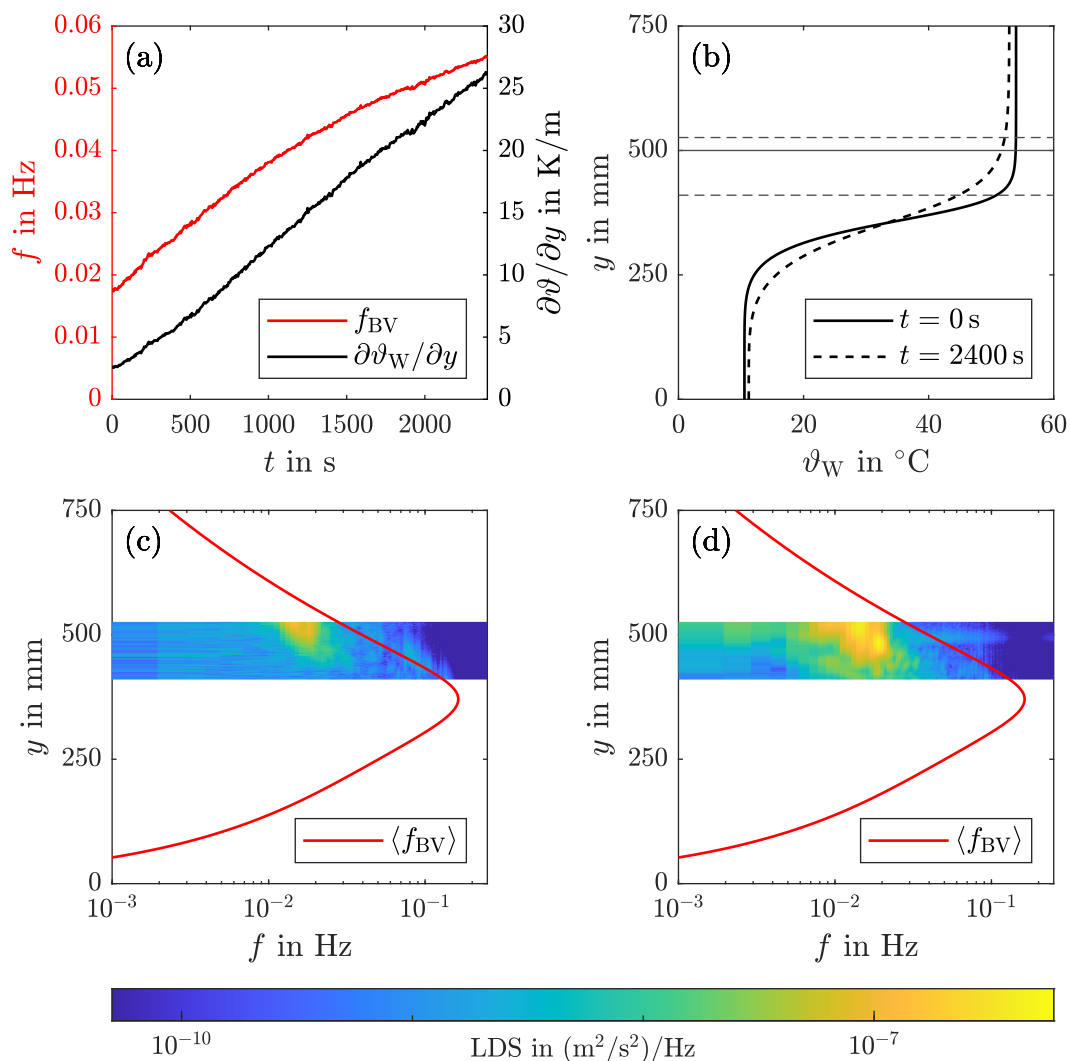 (a)
f in Hz
0.06
0.05
0.04
0.03
0.02
0.01
0
30
25
20
15
10
5
0
∂ϑ/∂y in K/m
f_BV
∂ϑ_W/∂y
0 500 1000 1500 2000
t in s
(b)
y in mm
750
500
250
0
t = 0 s
t = 2400 s
0 20 40 60
ϑ_W in °C
(c)
y in mm
750
500
250
0
⟨f_BV⟩
10⁻³ 10⁻² 10⁻¹
f in Hz
(d)
y in mm
750
500
250
0
⟨f_BV⟩
10⁻³ 10⁻² 10⁻¹
f in Hz
10⁻¹⁰ LDS in (m²/s²)/Hz 10⁻⁷